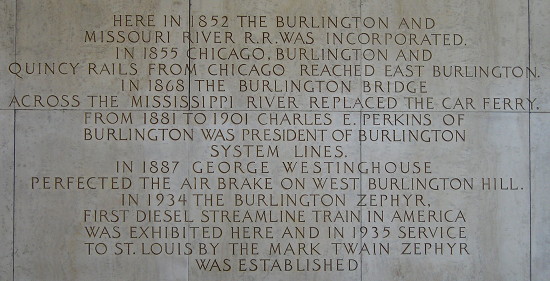 HERE IN 1852 THE BURLINGTON AND
MISSOURI RIVER R.R. WAS INCORPORATED.
IN 1855 CHICAGO, BURLINGTON AND
QUINCY RAILS FROM CHICAGO REACHED EAST BURLINGTON.
IN 1868 THE BURLINGTON BRIDGE
ACROSS THE MISSISSIPPI RIVER REPLACED THE CAR FERRY.
FROM 1881 TO 1901 CHARLES E. PERKINS OF
BURLINGTON WAS PRESIDENT OF BURLINGTON
SYSTEM LINES.
IN 1887 GEORGE WESTINGHOUSE
PERFECTED THE AIR BRAKE ON WEST BURLINGTON HILL.
IN 1934 THE BURLINGTON ZEPHYR,
FIRST DIESEL STREAMLINE TRAIN IN AMERICA
WAS EXHIBITED HERE AND IN 1935 SERVICE
TO ST. LOUIS BY THE MARK TWAIN ZEPHYR
WAS ESTABLISHED